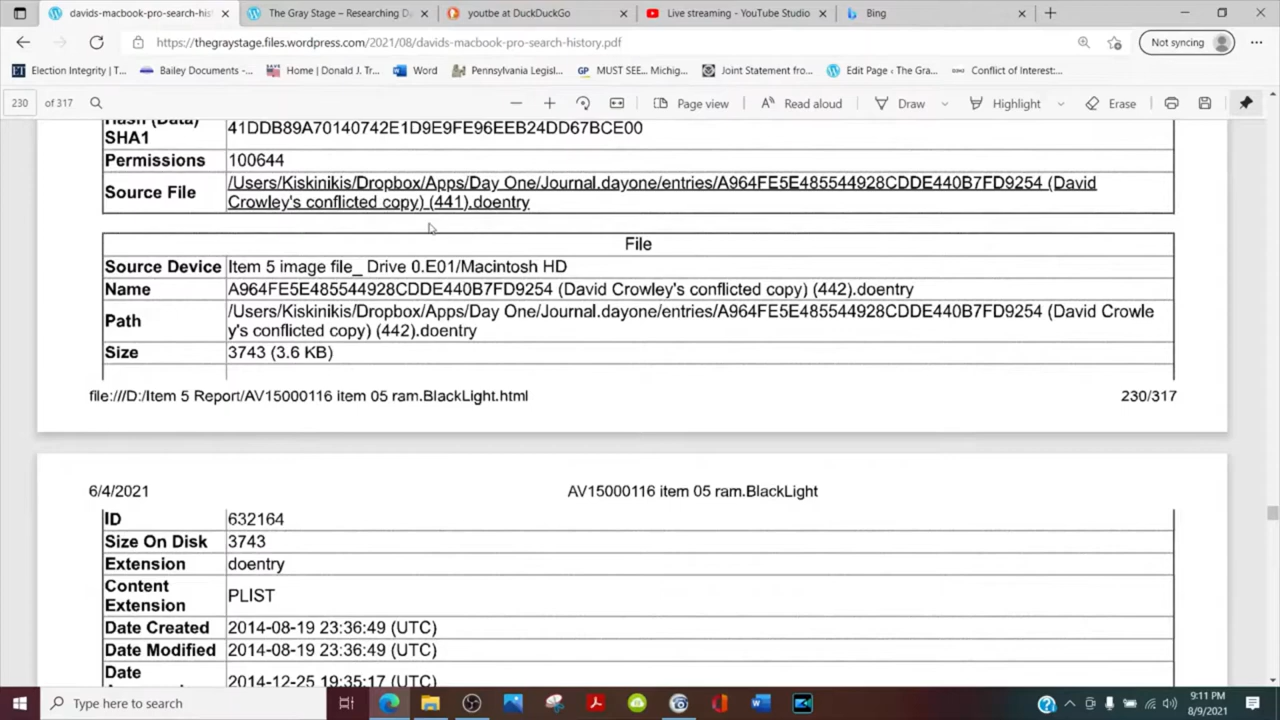 davids-macbook-pro-search-hist
The Gray Stage – Researching D
youtbe at DuckDuckGo
Live streaming - YouTube Studio
Bing
https://thegraystage.files.wordpress.com/2021/08/davids-macbook-pro-search-history.pdf
Not syncing
Election Integrity | T...
Bailey Documents -...
Home | Donald J. Tr...
Word
Pennsylvania Legisl...
MUST SEE... Michig...
Joint Statement fro...
Edit Page ‹ The Gra...
Conflict of Interest:...
230 of 317
Page view
Read aloud
Draw
Highlight
Erase
Hash (Data) SHA1 41DDB89A70140742E1D9E9FE96EEB24DD67BCE00
Permissions 100644
Source File /Users/Kiskinikis/Dropbox/Apps/Day One/Journal.dayone/entries/A964FE5E485544928CDDE440B7FD9254 (David
Crowley's conflicted copy) (441).doentry
File
Source Device Item 5 image file_ Drive 0.E01/Macintosh HD
Name A964FE5E485544928CDDE440B7FD9254 (David Crowley's conflicted copy) (442).doentry
Path /Users/Kiskinikis/Dropbox/Apps/Day One/Journal.dayone/entries/A964FE5E485544928CDDE440B7FD9254 (David Crowle
y's conflicted copy) (442).doentry
Size 3743 (3.6 KB)
file:///D:/Item 5 Report/AV15000116 item 05 ram.BlackLight.html 230/317
6/4/2021 AV15000116 item 05 ram.BlackLight
ID 632164
Size On Disk 3743
Extension doentry
Content Extension PLIST
Date Created 2014-08-19 23:36:49 (UTC)
Date Modified 2014-08-19 23:36:49 (UTC)
Date 2014-12-25 19:35:17 (UTC)
Type here to search
9:11 PM
8/9/2021